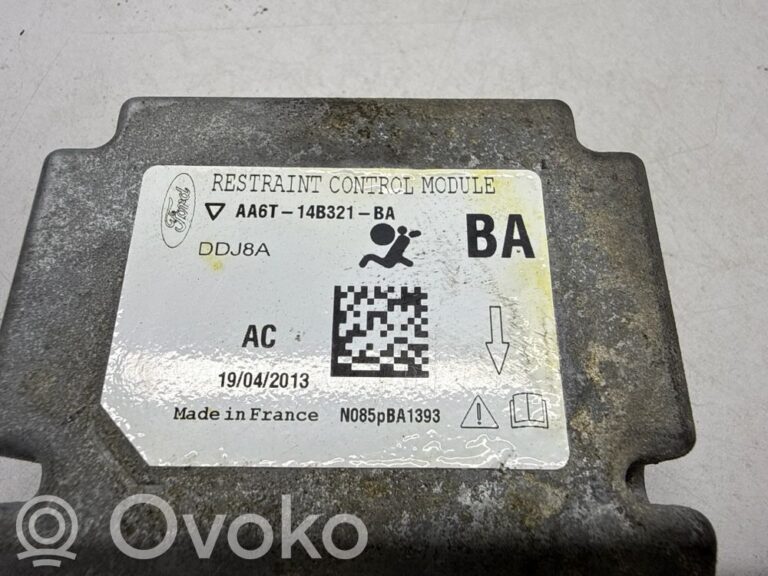 Ford
RESTRAINT CONTROL MODULE
AA6T-14B321-BA
BA
DDJ8A
AC
19/04/2013
Made in France N085pBA1393
Ovoko